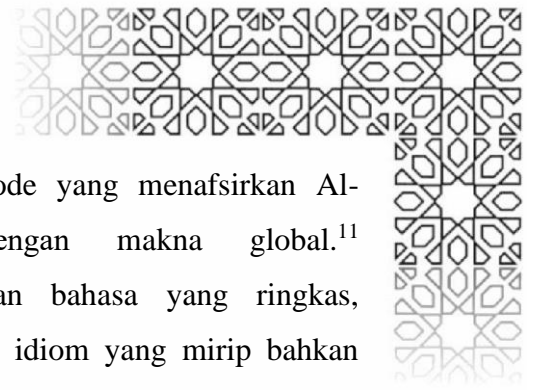 ode yang menafsirkan Al-
engan makna global.11
an bahasa yang ringkas,
idiom yang mirip bahkan